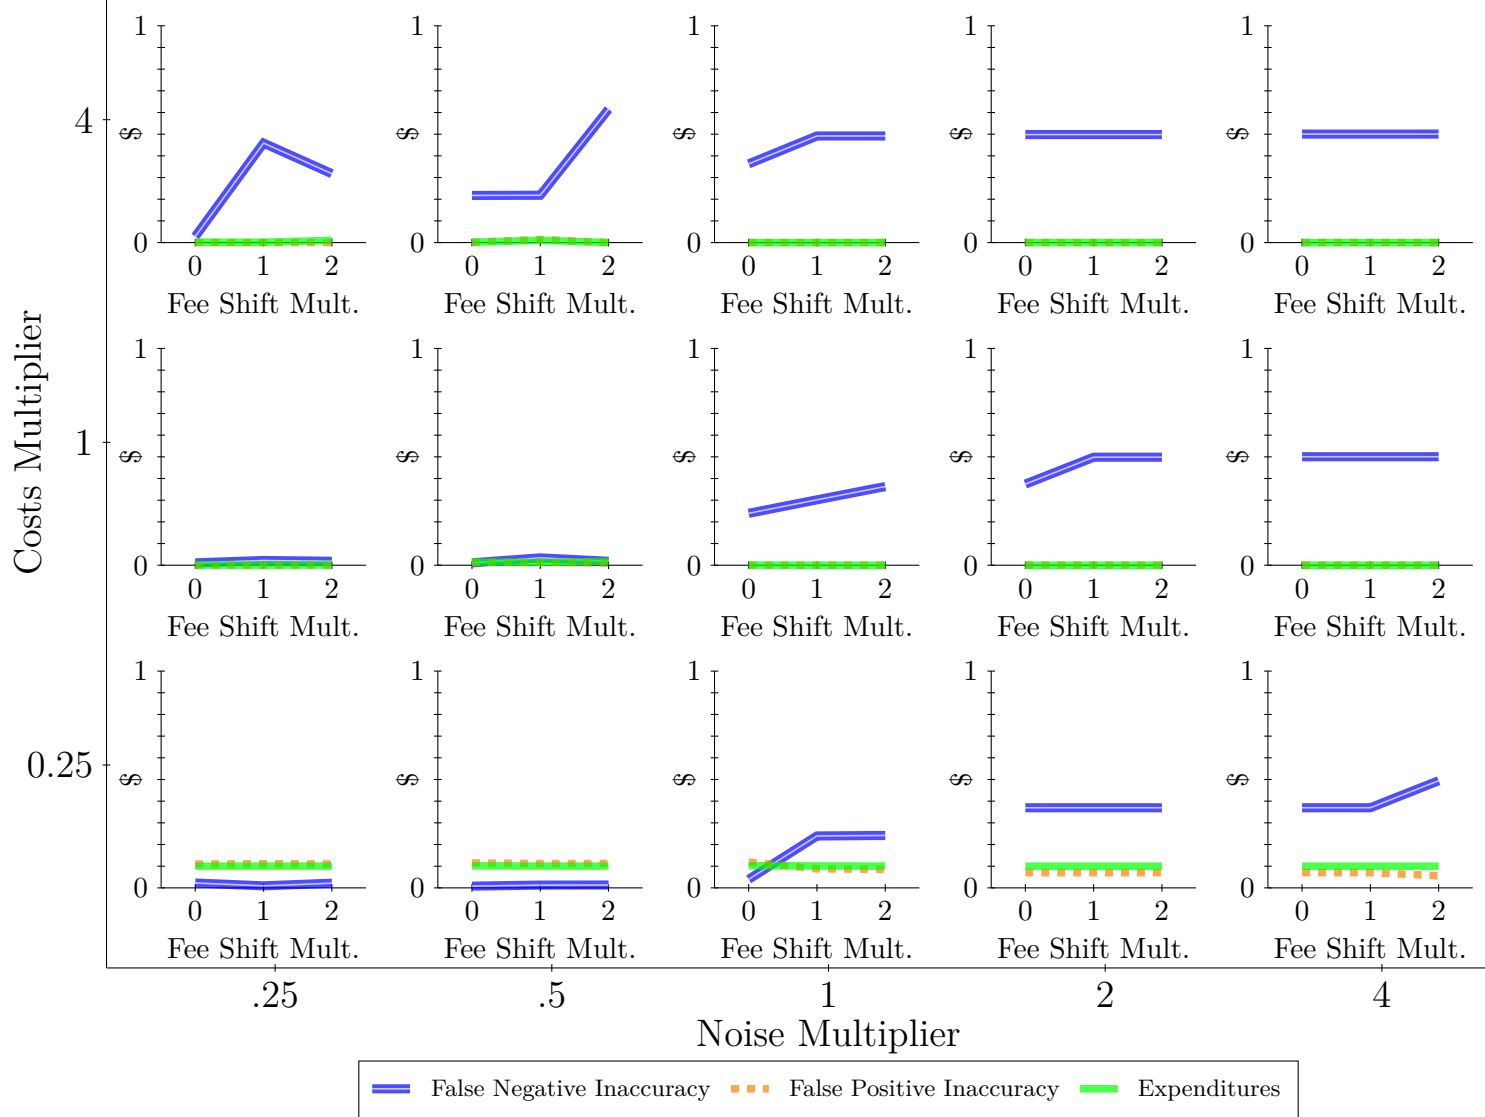 1 1 1 1 1
4 $ $ $ $ $
0 0 0 0 0
0 1 2 0 1 2 0 1 2 0 1 2 0 1 2
Fee Shift Mult. Fee Shift Mult. Fee Shift Mult. Fee Shift Mult. Fee Shift Mult.
Costs Multiplier
1 1 1 1 1
1 $ $ $ $ $
0 0 0 0 0
0 1 2 0 1 2 0 1 2 0 1 2 0 1 2
Fee Shift Mult. Fee Shift Mult. Fee Shift Mult. Fee Shift Mult. Fee Shift Mult.
1 1 1 1 1
0.25 $ $ $ $ $
0 0 0 0 0
0 1 2 0 1 2 0 1 2 0 1 2 0 1 2
Fee Shift Mult. Fee Shift Mult. Fee Shift Mult. Fee Shift Mult. Fee Shift Mult.
.25 .5 1 2 4
Noise Multiplier
False Negative Inaccuracy False Positive Inaccuracy Expenditures